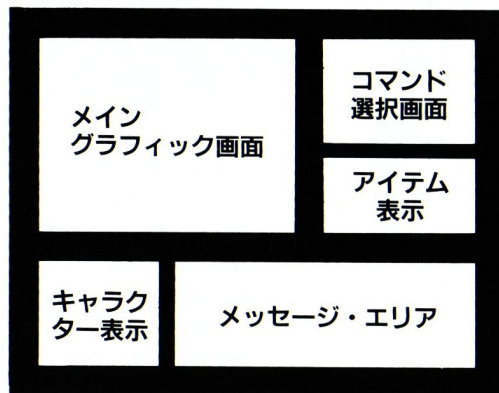 メイン
グラフィック画面
コマンド
選択画面
アイテム
表示
キャラク
ター表示
メッセージ・エリア